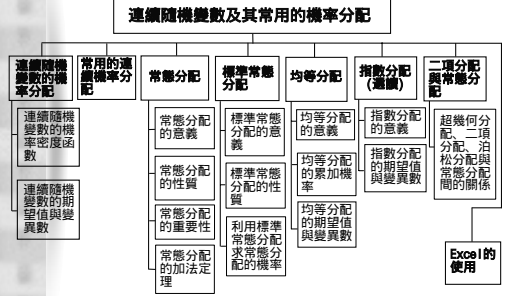 連續隨機變數及其常用的機率分配
連續隨機
變數的機
率分配
連續隨機
變數的機
率密度函
數
連續隨機
變數的期
望值與變
異數
常用的連
續機率分
配
常態分配
常態分配
的意義
常態分配
的性質
常態分配
的重要性
常態分配
的加法定
理
標準常態
分配
標準常態
分配的意
義
標準常態
分配的性
質
利用標準
常態分配
求常態分
配的機率
均等分配
均等分配
的意義
均等分配
的累加機
率
均等分配
的期望值
與變異數
指數分配
(選讀)
指數分配
的意義
指數分配
的期望值
與變異數
二項分配
與常態分
配
超幾何分
配、二項
分配、泊
松分配與
常態分配
間的關係
Excel的
使用